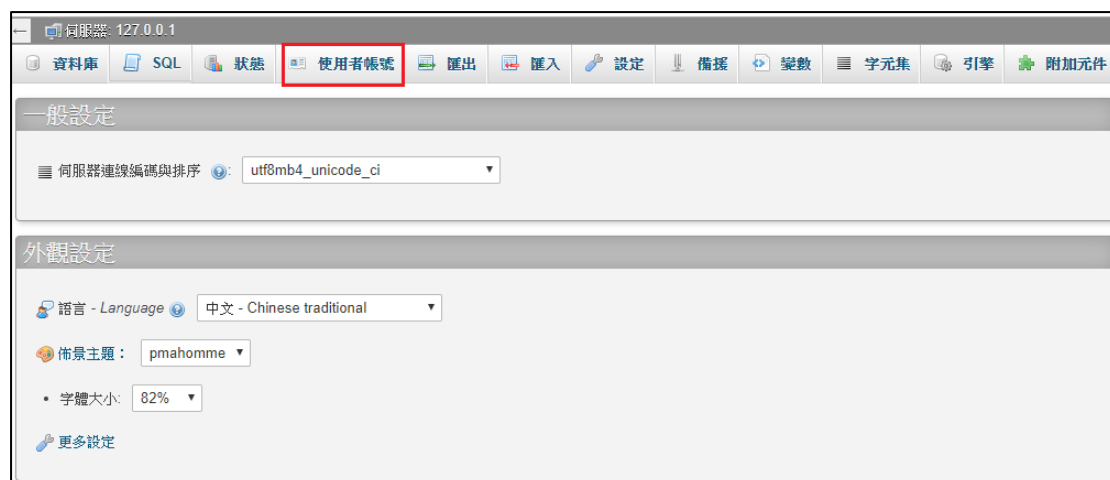 伺服器: 127.0.0.1
資料庫 SQL 狀態 使用者帳號 匯出 匯入 設定 備援 變數 字元集 引擎 附加元件
一般設定
伺服器連線編碼與排序 : utf8mb4_unicode_ci
外觀設定
語言 - Language 中文 - Chinese traditional
佈景主題： pmahomme
• 字體大小: 82%
更多設定